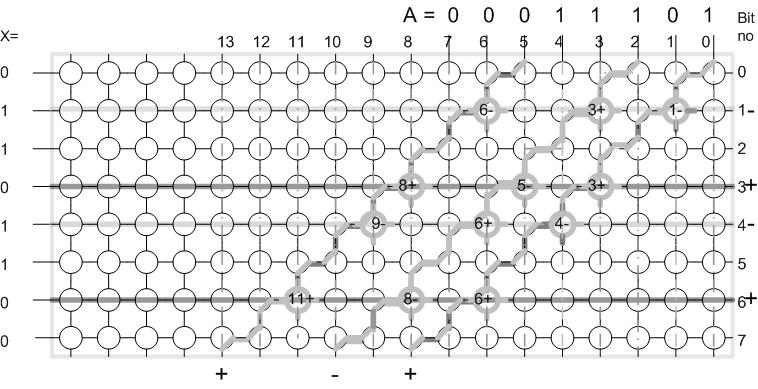 A = 0 0 0 1 1 1 0 1 Bit
X= 13 12 11 10 9 8 7 6 5 4 3 2 1 0 no
0 0
1 6- 3+ 1- 1-
1 2
0 8+ 5- 3+ 3+
1 9- 6+ 4- 4-
1 5
0 11+ 8- 6+ 6+
0 7
+ - +